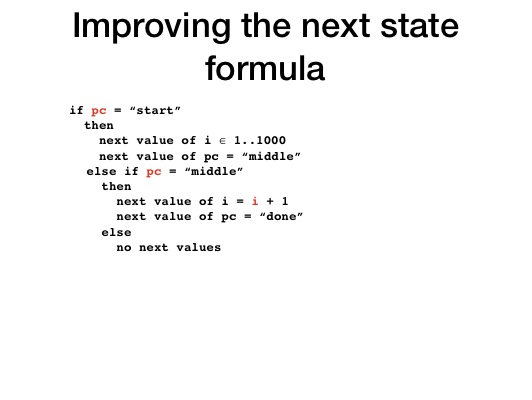 Improving the next state
formula
if pc = “start”
then
next value of i ∈ 1..1000
next value of pc = “middle”
else if pc = “middle”
then
next value of i = i + 1
next value of pc = “done”
else
no next values